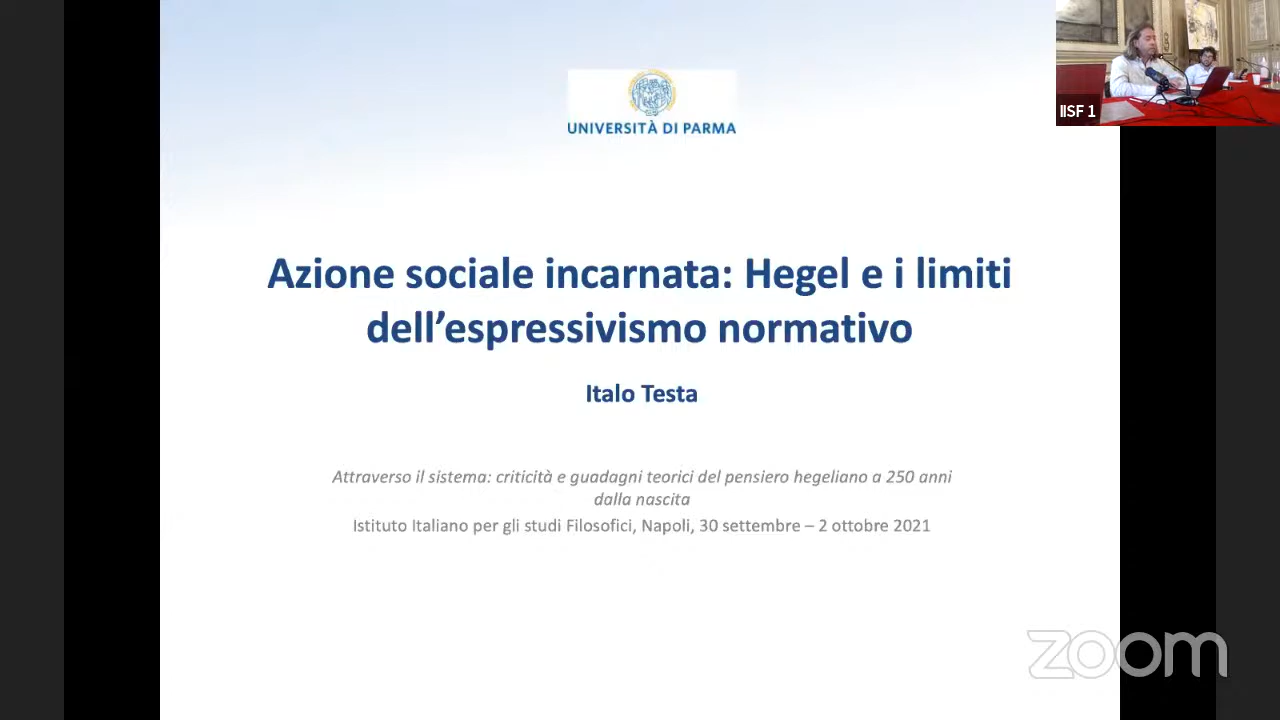 UNIVERSITÀ DI PARMA
IISF 1
Azione sociale incarnata: Hegel e i limiti
dell’espressivismo normativo
Italo Testa
Attraverso il sistema: criticità e guadagni teorici del pensiero hegeliano a 250 anni
dalla nascita
Istituto Italiano per gli studi Filosofici, Napoli, 30 settembre – 2 ottobre 2021
zoom